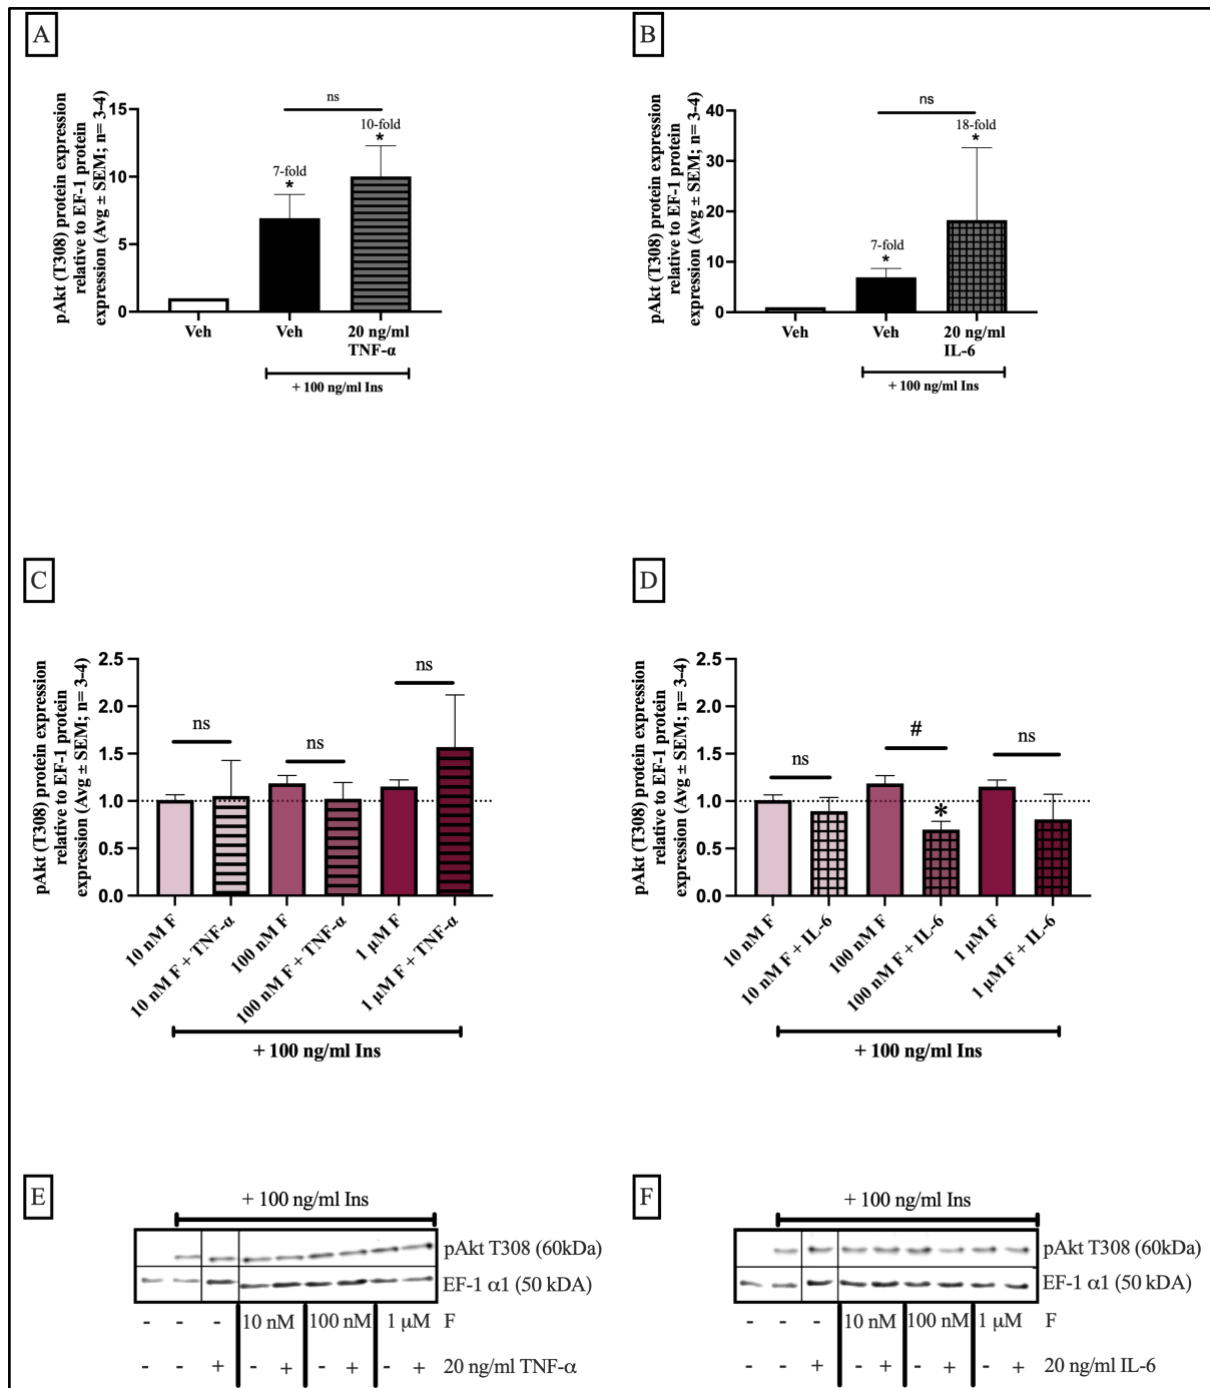 A
pAkt (T308) protein expression
relative to EF-1 protein
expression (Avg ± SEM; n= 3-4)
15
10
5
0
ns
7-fold
*
10-fold
*
Veh
Veh
20 ng/ml
TNF-α
+ 100 ng/ml Ins
B
pAkt (T308) protein expression
relative to EF-1 protein
expression (Avg ± SEM; n= 3-4)
40
30
20
10
0
ns
7-fold
*
18-fold
*
Veh
Veh
20 ng/ml
IL-6
+ 100 ng/ml Ins
C
pAkt (T308) protein expression
relative to EF-1 protein
expression (Avg ± SEM; n= 3-4)
2.5
2.0
1.5
1.0
0.5
0.0
ns
ns
ns
10 nM F
10 nM F + TNF-α
100 nM F
100 nM F + TNF-α
1 µM F
1 µM F + TNF-α
+ 100 ng/ml Ins
D
pAkt (T308) protein expression
relative to EF-1 protein
expression (Avg ± SEM; n= 3-4)
2.5
2.0
1.5
1.0
0.5
0.0
ns
#
*
ns
10 nM F
10 nM F + IL-6
100 nM F
100 nM F + IL-6
1 µM F
1 µM F + IL-6
+ 100 ng/ml Ins
E
+ 100 ng/ml Ins
pAkt T308 (60kDa)
EF-1 α1 (50 kDA)
- - - 10 nM 100 nM 1 µM F
- - + - + - + - + 20 ng/ml TNF-α
F
+ 100 ng/ml Ins
pAkt T308 (60kDa)
EF-1 α1 (50 kDA)
- - - 10 nM 100 nM 1 µM F
- - + - + - + - + 20 ng/ml IL-6